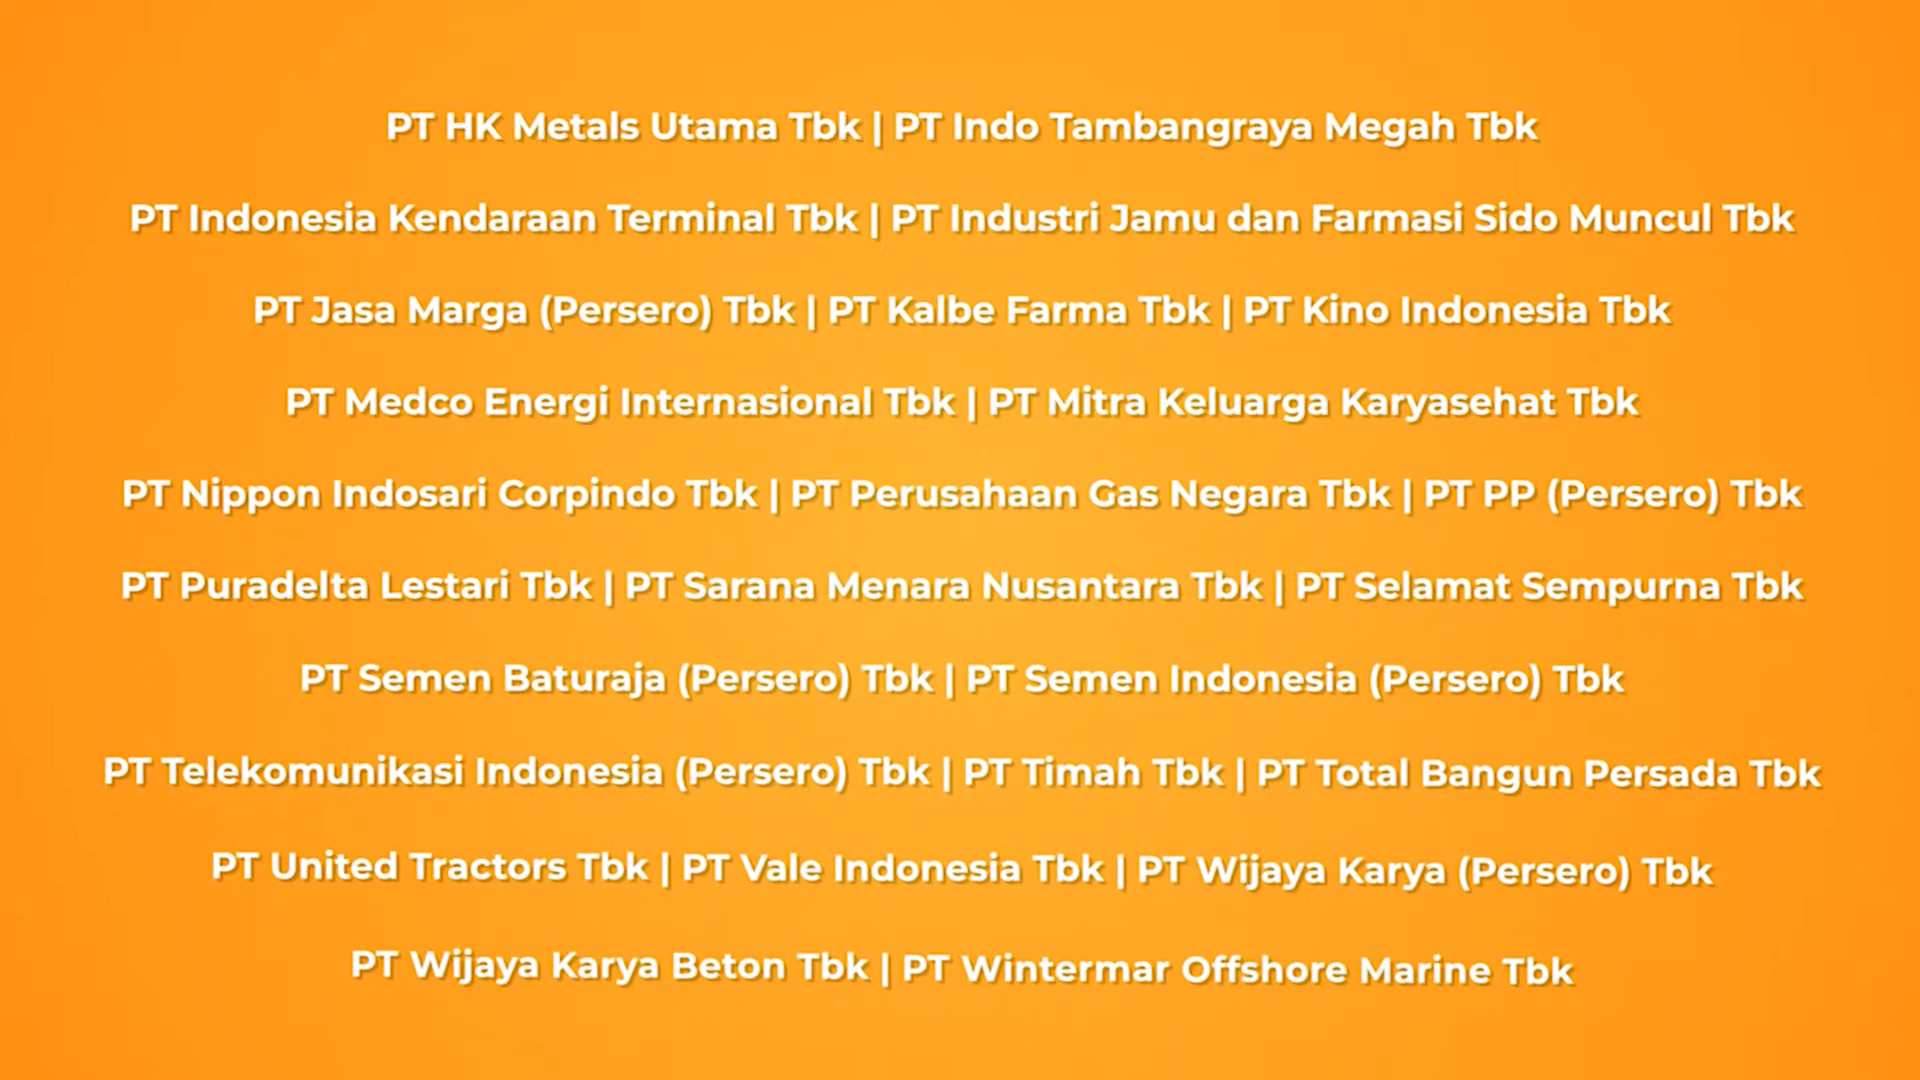 PT HK Metals Utama Tbk | PT Indo Tambangraya Megah Tbk
PT Indonesia Kendaraan Terminal Tbk | PT Industri Jamu dan Farmasi Sido Muncul Tbk
PT Jasa Marga (Persero) Tbk | PT Kalbe Farma Tbk | PT Kino Indonesia Tbk
PT Medco Energi Internasional Tbk | PT Mitra Keluarga Karyasehat Tbk
PT Nippon Indosari Corpindo Tbk | PT Perusahaan Gas Negara Tbk | PT PP (Persero) Tbk
PT Puradelta Lestari Tbk | PT Sarana Menara Nusantara Tbk | PT Selamat Sempurna Tbk
PT Semen Baturaja (Persero) Tbk | PT Semen Indonesia (Persero) Tbk
PT Telekomunikasi Indonesia (Persero) Tbk | PT Timah Tbk | PT Total Bangun Persada Tbk
PT United Tractors Tbk | PT Vale Indonesia Tbk | PT Wijaya Karya (Persero) Tbk
PT Wijaya Karya Beton Tbk | PT Wintermar Offshore Marine Tbk